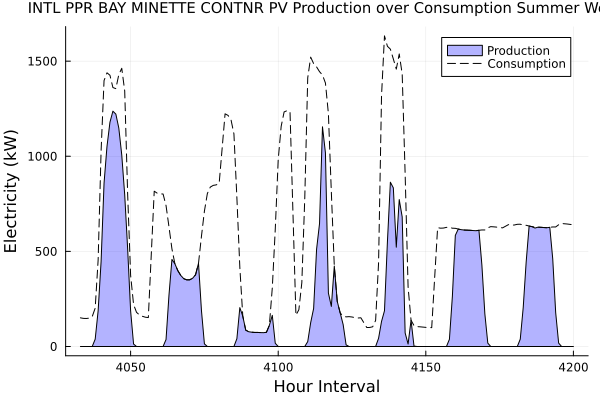 INTL PPR BAY MINETTE CONTNR PV Production over Consumption Summer We
Production
Consumption
Electricity (kW)
1500
1000
500
0
4050
4100
4150
4200
Hour Interval